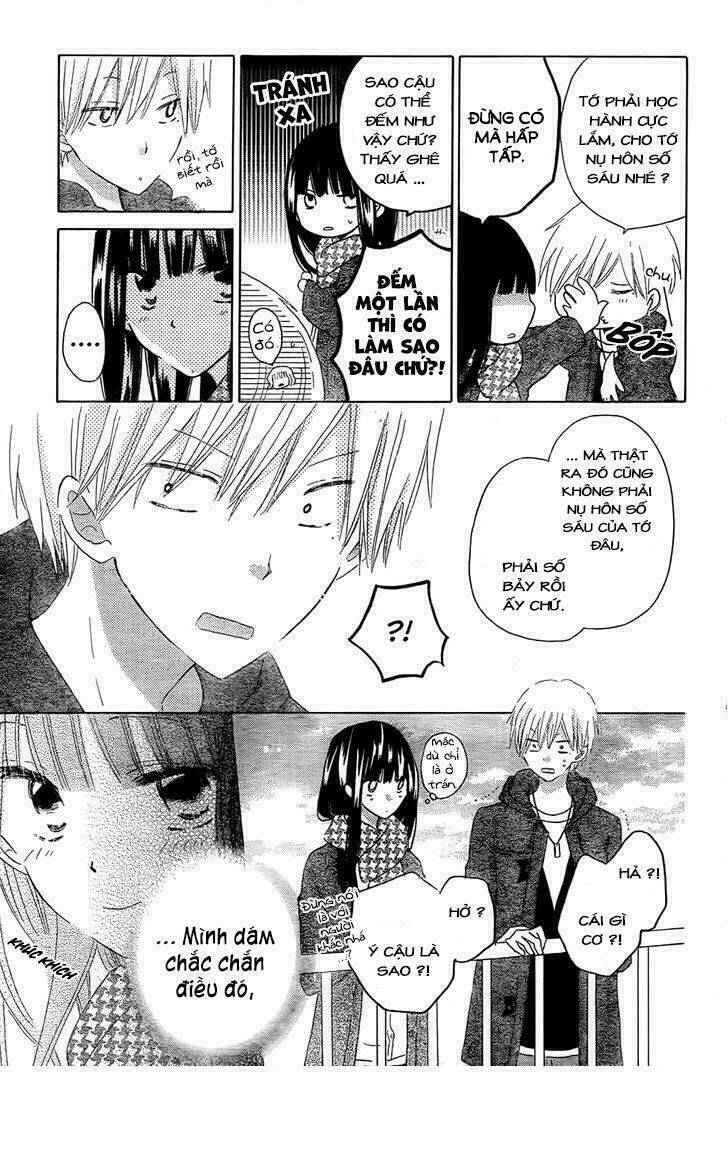 TỚ PHẢI HỌC
HÀNH CỰC
LẮM, CHO TỚ
NỤ HÔN SỐ
SÁU NHÉ ?
ĐỪNG CÓ
MÀ HẤP
TẤP.
CHU
BỐP
SAO CẬU
CÓ THỂ
ĐẾM NHƯ
VẬY CHỨ?
THẤY GHÊ
QUÁ ...
TRÁNH
XA
ĐẾM
MỘT LẦN
THÌ CÓ
LÀM SAO
ĐÂU CHỨ?!
Có
đó.
rồi, tớ
biết rồi
mà
....
... MÀ THẬT
RA ĐÓ CŨNG
KHÔNG PHẢI
NỤ HÔN SỐ
SÁU CỦA TỚ
ĐÂU,
PHẢI SỐ
BẢY RỒI
ẤY CHỨ.
?!
Mặc
dù chỉ
là ở
trán.
HẢ ?!
CÁI GÌ
CƠ ?!
HỞ ?
Ý CẬU LÀ
SAO ?!
Đừng nói
là với
người
khác nhá
...?
... Mình dám
chắc chắn
điều đó,
KHÚC KHÍCH